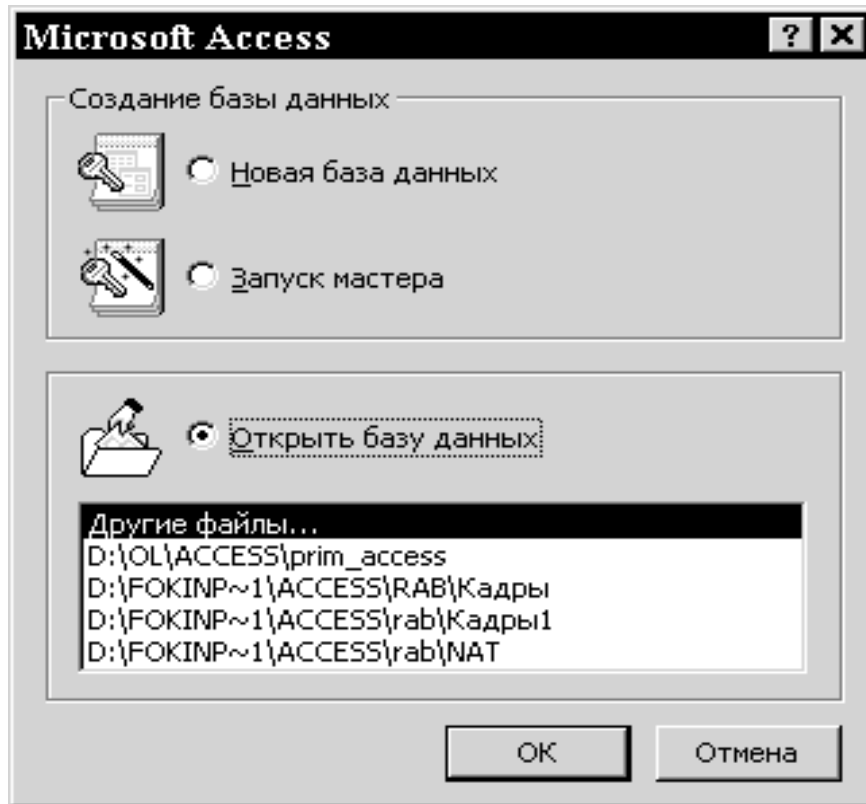 Microsoft Access
Создание базы данных
Новая база данных
Запуск мастера
Открыть базу данных
Другие файлы...
D:\OL\ACCESS\prim_access
D:\FOKINP~1\ACCESS\RAB\Кадры
D:\FOKINP~1\ACCESS\rab\Кадры1
D:\FOKINP~1\ACCESS\rab\NAT
ОК Отмена